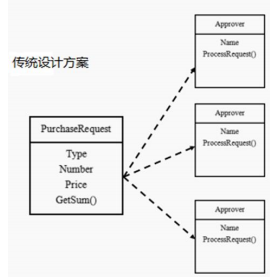 传统设计方案
PurchaseRequest
Type
Number
Price
GetSum()
Approver
Name
ProcessRequest()
Approver
Name
ProcessRequest()
Approver
Name
ProcessRequest()